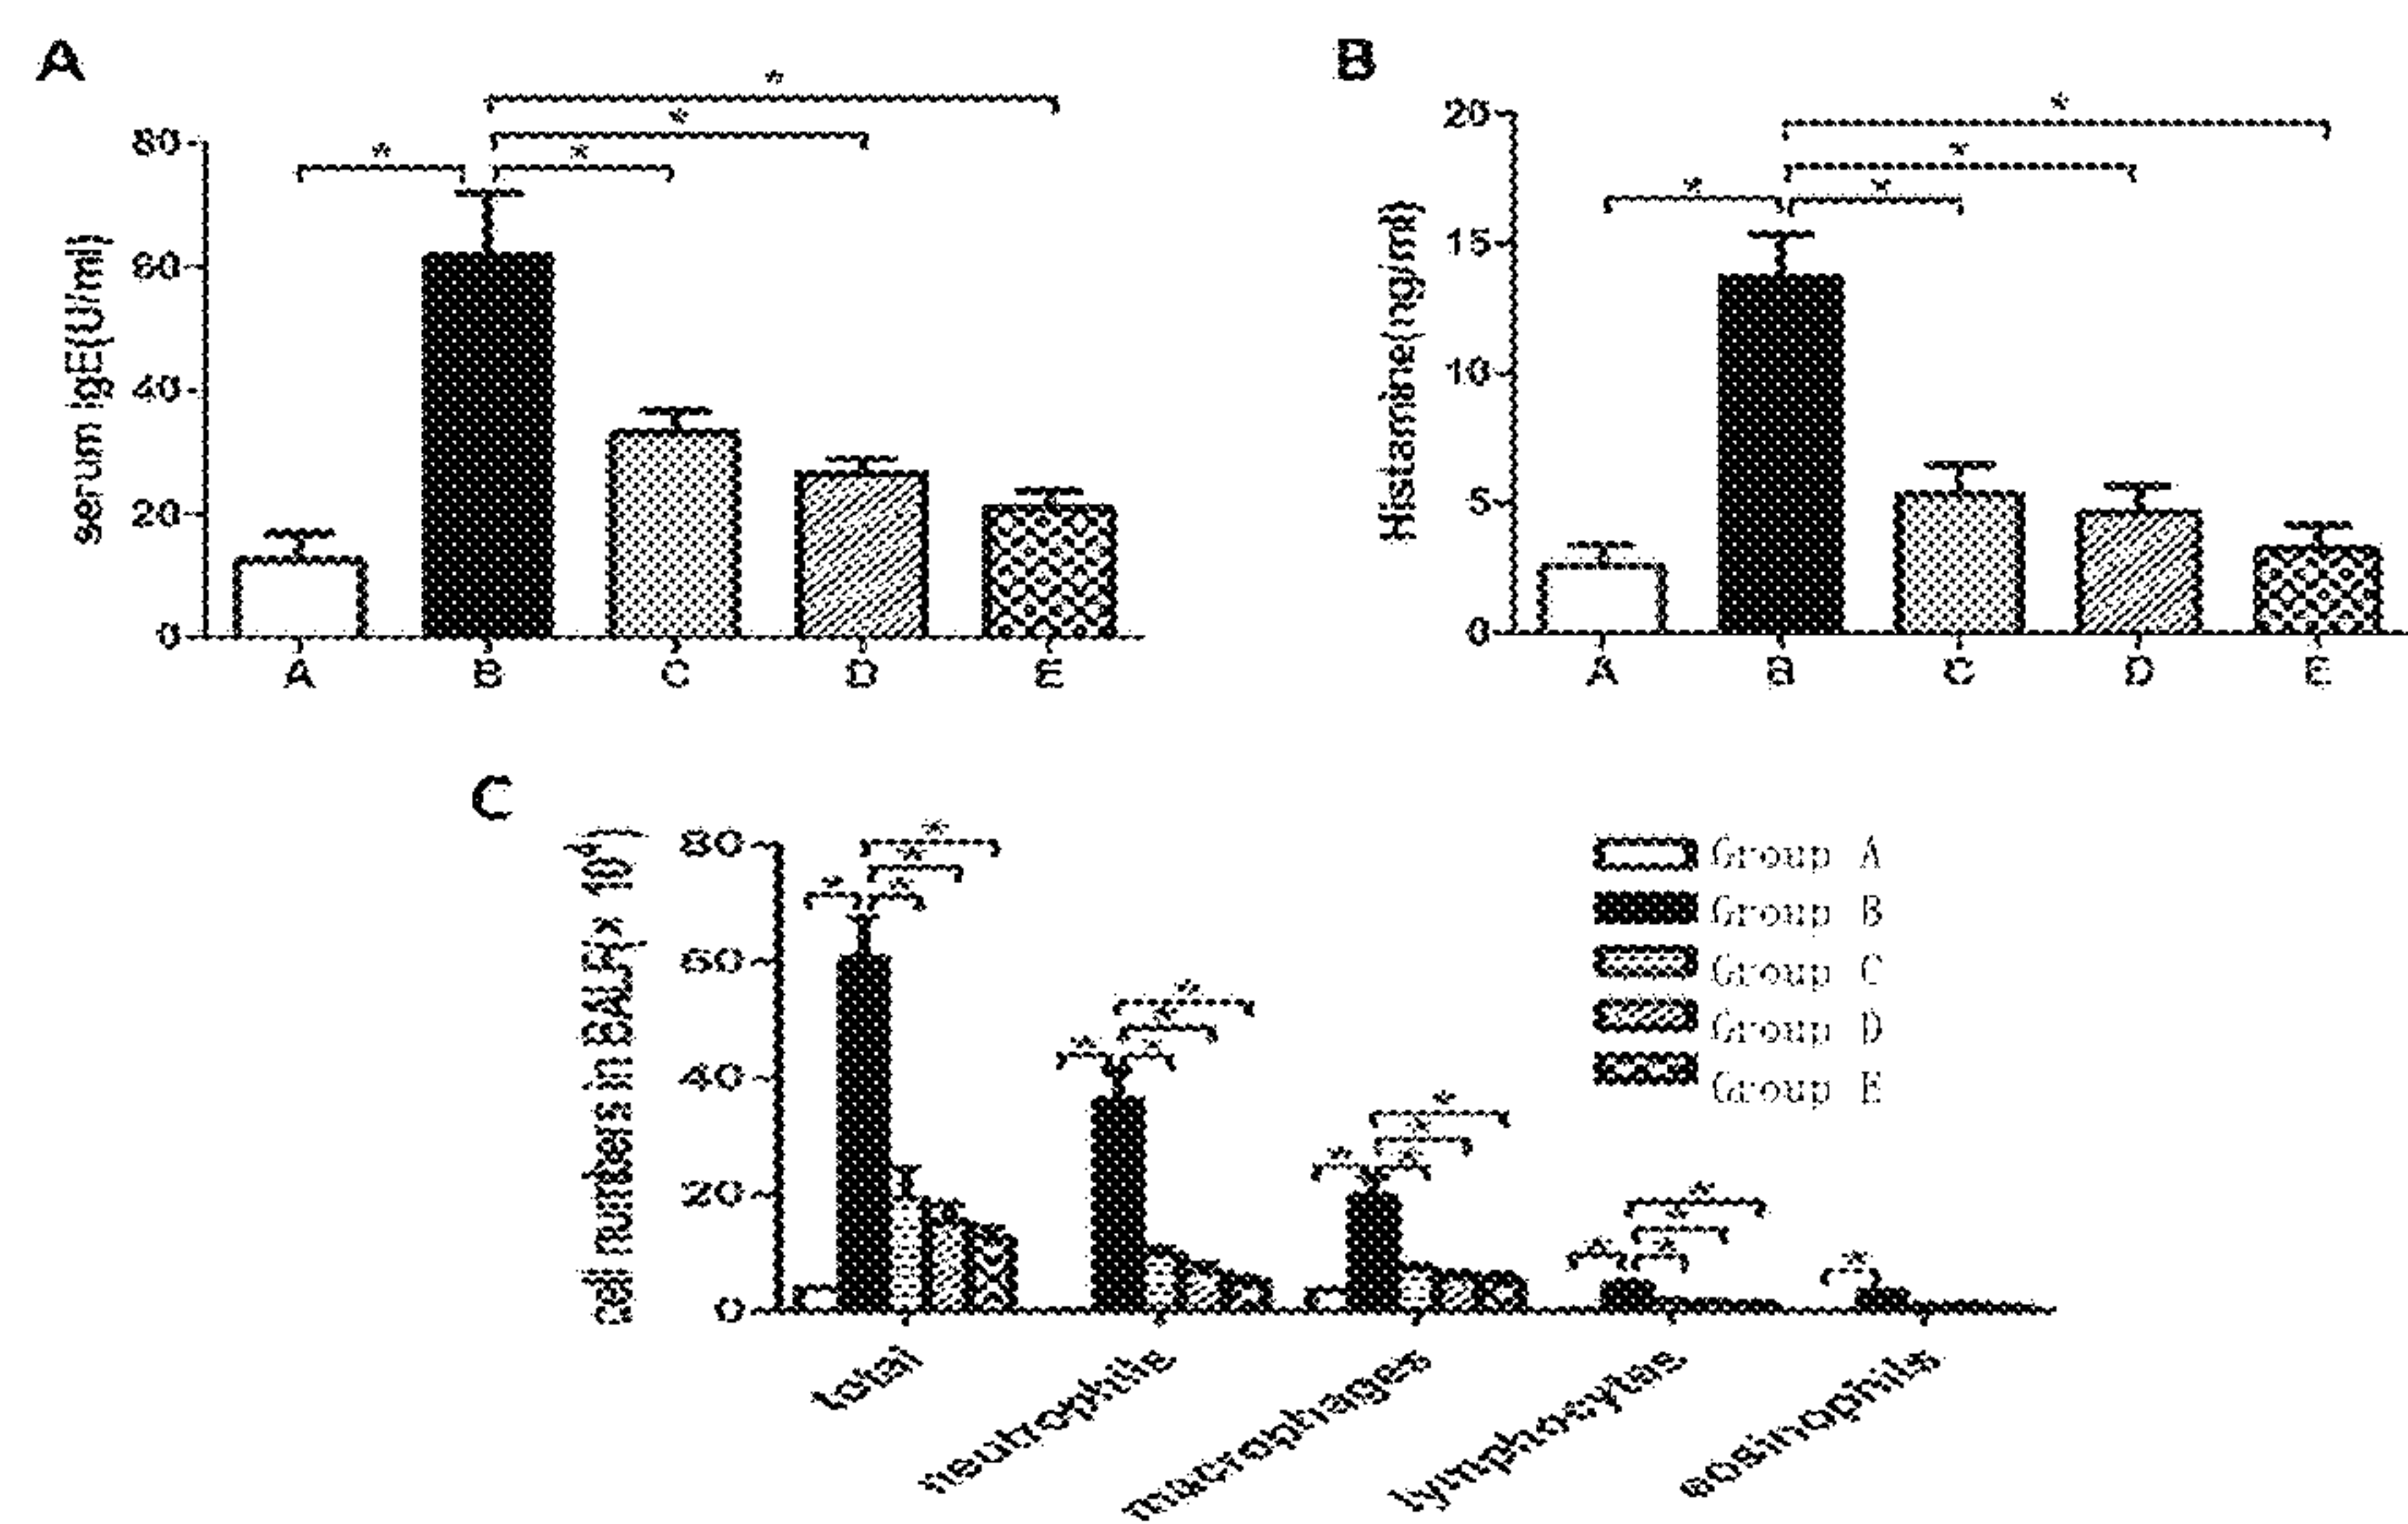 A
serum IgE(U/ml)
80
60
40
20
0
* * * *
A B C D E
B
Histamine(ng/ml)
20
15
10
5
0
* * * *
A B C D E
C
cell numbers in BALF(× 10⁴)
80
60
40
20
0
* * * *
* * * *
* * * *
* * * *
*
total
neutrophils
macrophages
lymphocytes
eosinophils
Group A
Group B
Group C
Group D
Group E